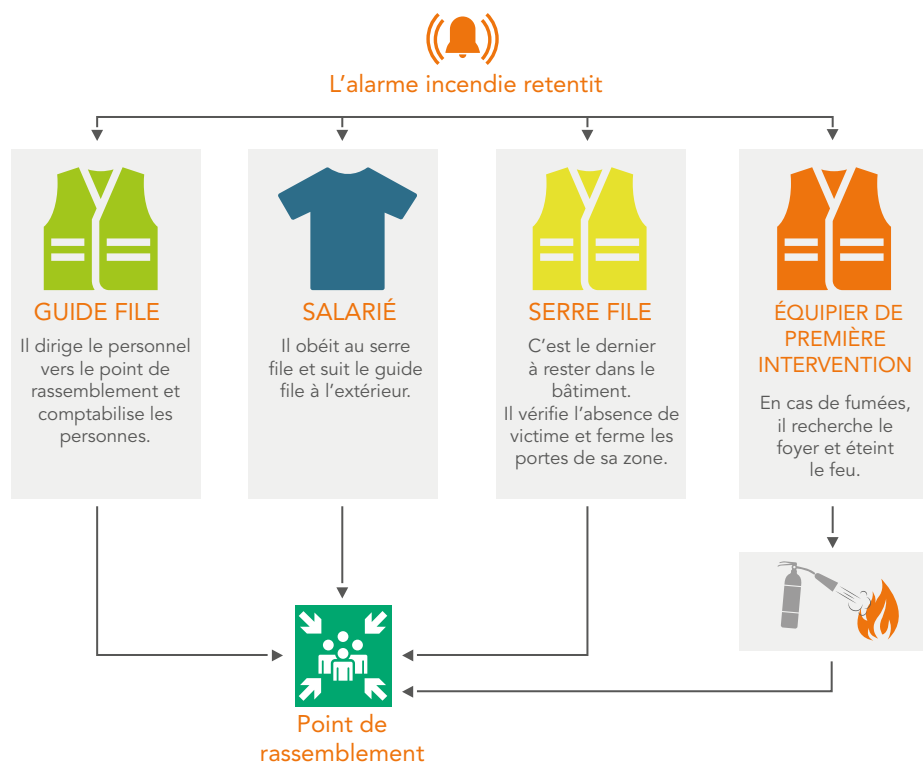 L'alarme incendie retentit
GUIDE FILE
Il dirige le personnel
vers le point de
rassemblement et
comptabilise les
personnes.
SALARIÉ
Il obéit au serre
file et suit le guide
file à l'extérieur.
SERRE FILE
C'est le dernier
à rester dans le
bâtiment.
Il vérifie l'absence de
victime et ferme les
portes de sa zone.
ÉQUIPIER DE
PREMIÈRE
INTERVENTION
En cas de fumées,
il recherche le
foyer et éteint
le feu.
Point de
rassemblement